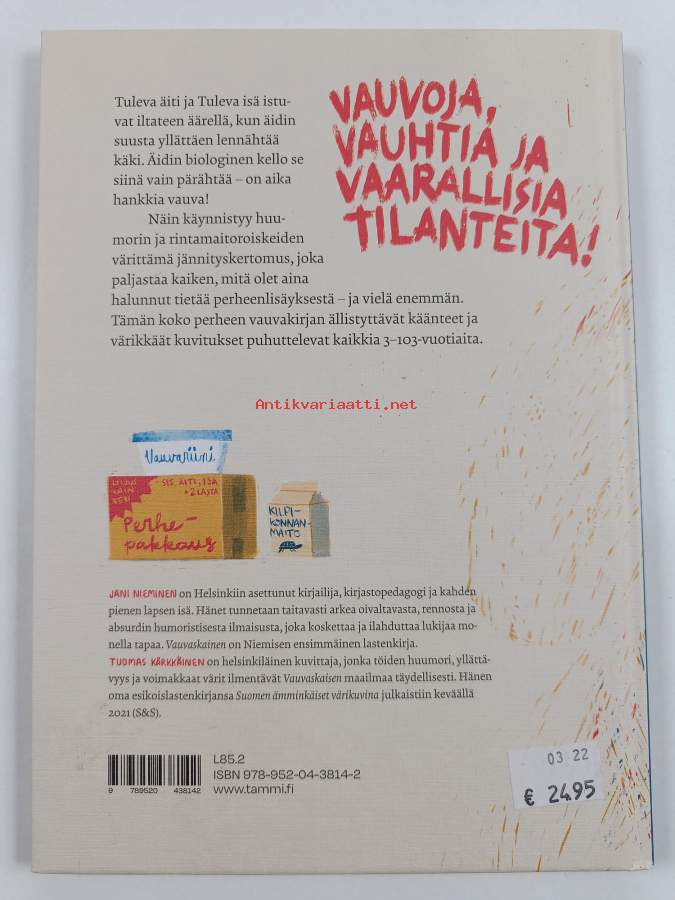 VAUVOJA,
VAUHTIA JA
VAARALLISIA
TILANTEITA!
Tuleva äiti ja Tuleva isä istu-
vat iltateen äärellä, kun äidin
suusta yllättäen lennähtää
käki. Äidin biologinen kello se
siinä vain pärähtää – on aika
hankkia vauva!
Näin käynnistyy huu-
morin ja rintamaitoroiskeiden
värittämä jännityskertomus, joka
paljastaa kaiken, mitä olet aina
halunnut tietää perheenlisäyksestä – ja vielä enemmän.
Tämän koko perheen vauvakirjan ällistyttävät käänteet ja
värikkäät kuvitukset puhuttelevat kaikkia 3–103-vuotiaita.
Antikvariaatti.net
Vauvariini
SIS. ÄITI, ISÄ
+ 2 LASTA
Perhe-
pakkaus
KILPI-
KONNAN-
MAITO
JANI NIEMINEN on Helsinkiin asettunut kirjailija, kirjastopedagogi ja kahden
pienen lapsen isä. Hänet tunnetaan taitavasti arkea oivaltavasta, rennosta ja
absurdin humoristisesta ilmaisusta, joka koskettaa ja ilahduttaa lukijaa mo-
nella tapaa. Vauvaskainen on Niemisen ensimmäinen lastenkirja.
TUOMAS KÄRKKÄINEN on helsinkiläinen kuvittaja, jonka töiden huumori, yllättä-
vyys ja voimakkaat värit ilmentävät Vauvaskaisen maailmaa täydellisesti. Hänen
oma esikoislastenkirjansa Suomen ämminkäiset värikuvina julkaistiin keväällä
2021 (S&S).
L85.2
ISBN 978-952-04-3814-2
www.tammi.fi
9 789520 438142
03 22
€ 24.95